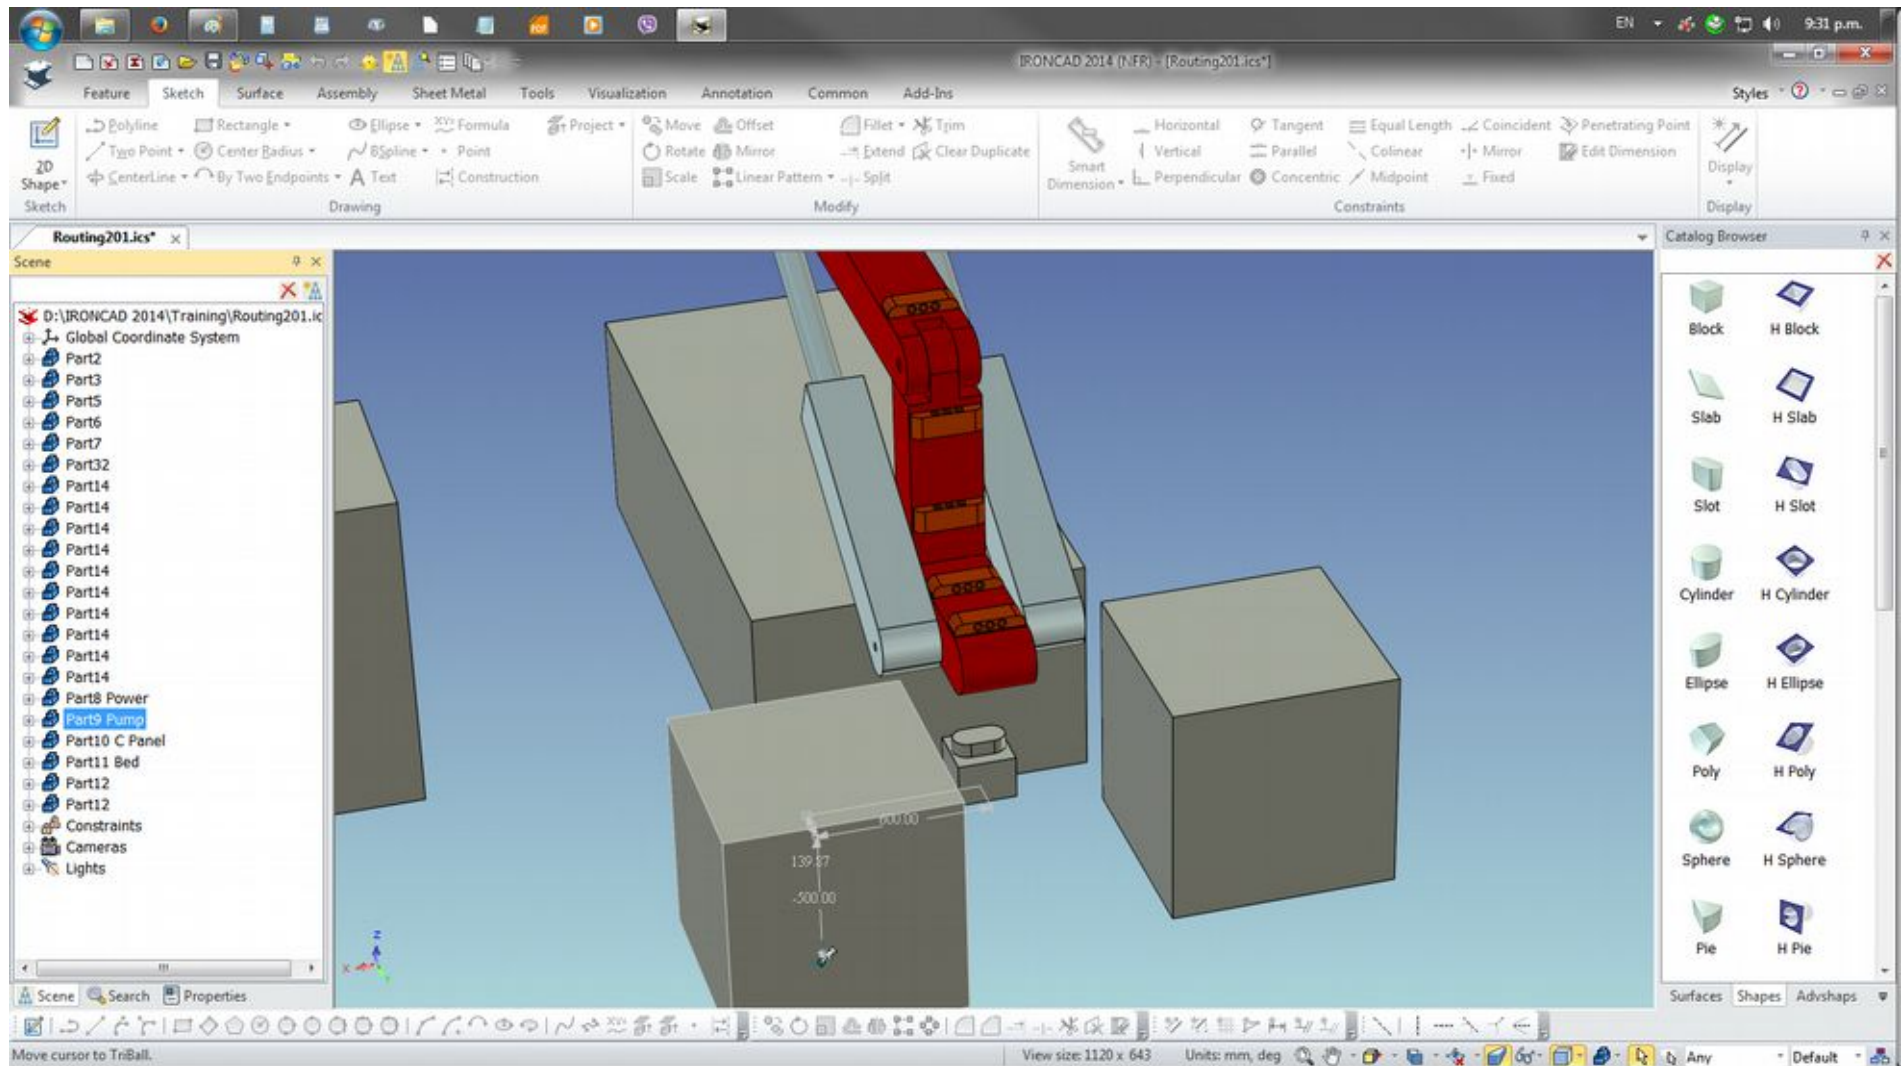 EN 9:31 p.m.
IRONCAD 2014 (NFR) - [Routing201.ics*]
Feature Sketch Surface Assembly Sheet Metal Tools Visualization Annotation Common Add-Ins Styles
Polyline Rectangle Ellipse Formula Project Move Offset Fillet Trim Horizontal Tangent Equal Length Coincident Penetrating Point
Two Point Center Radius BSpline Point Rotate Mirror Extend Clear Duplicate Vertical Parallel Colinear Mirror Edit Dimension
2D Shape CenterLine By Two Endpoints Text Construction Scale Linear Pattern Split Smart Dimension Perpendicular Concentric Midpoint Fixed Display
Sketch Drawing Modify Constraints Display
Routing201.ics* Catalog Browser
Scene
D:\IRONCAD 2014\Training\Routing201.ic
Global Coordinate System
Part2
Part3
Part5
Part6
Part7
Part32
Part14
Part14
Part14
Part14
Part14
Part14
Part14
Part14
Part14
Part14
Part8 Power
Part9 Pump
Part10 C Panel
Part11 Bed
Part12
Part12
Constraints
Cameras
Lights
600.00
139.87
-500.00
z
x
Block H Block
Slab H Slab
Slot H Slot
Cylinder H Cylinder
Ellipse H Ellipse
Poly H Poly
Sphere H Sphere
Pie H Pie
Scene Search Properties Surfaces Shapes Advshaps
Move cursor to TriBall. View size: 1120 x 643 Units: mm, deg Any Default